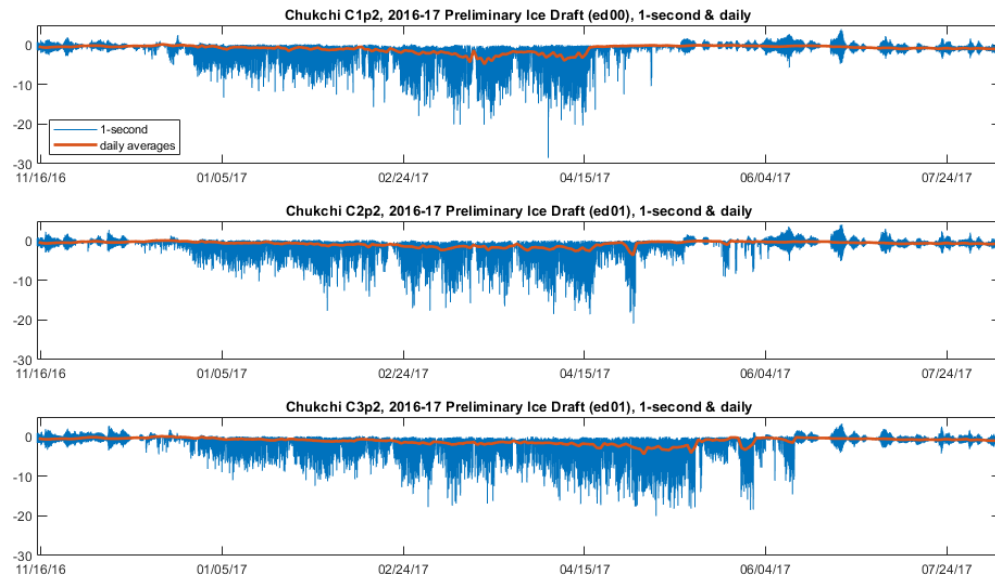 Chukchi C1p2, 2016-17 Preliminary Ice Draft (ed00), 1-second & daily
0
-10
-20
-30
1-second
daily averages
11/16/16 01/05/17 02/24/17 04/15/17 06/04/17 07/24/17
Chukchi C2p2, 2016-17 Preliminary Ice Draft (ed01), 1-second & daily
0
-10
-20
-30
11/16/16 01/05/17 02/24/17 04/15/17 06/04/17 07/24/17
Chukchi C3p2, 2016-17 Preliminary Ice Draft (ed01), 1-second & daily
0
-10
-20
-30
11/16/16 01/05/17 02/24/17 04/15/17 06/04/17 07/24/17